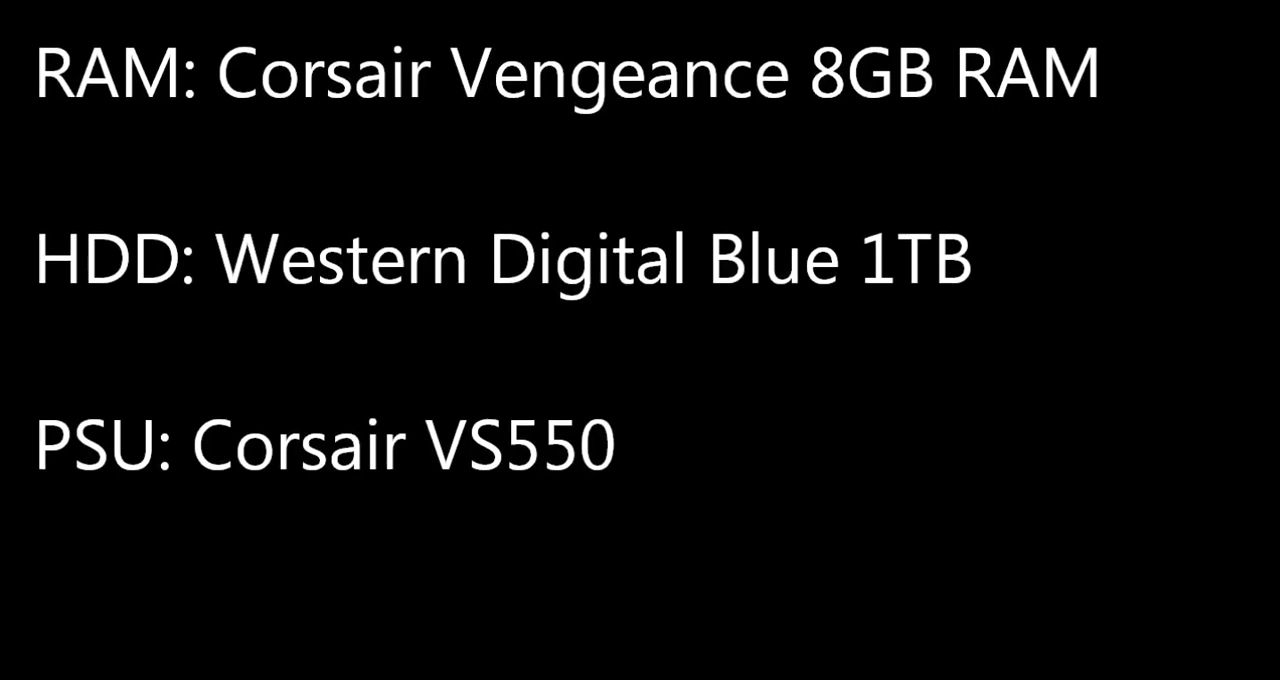 RAM: Corsair Vengeance 8GB RAM
HDD: Western Digital Blue 1TB
PSU: Corsair VS550